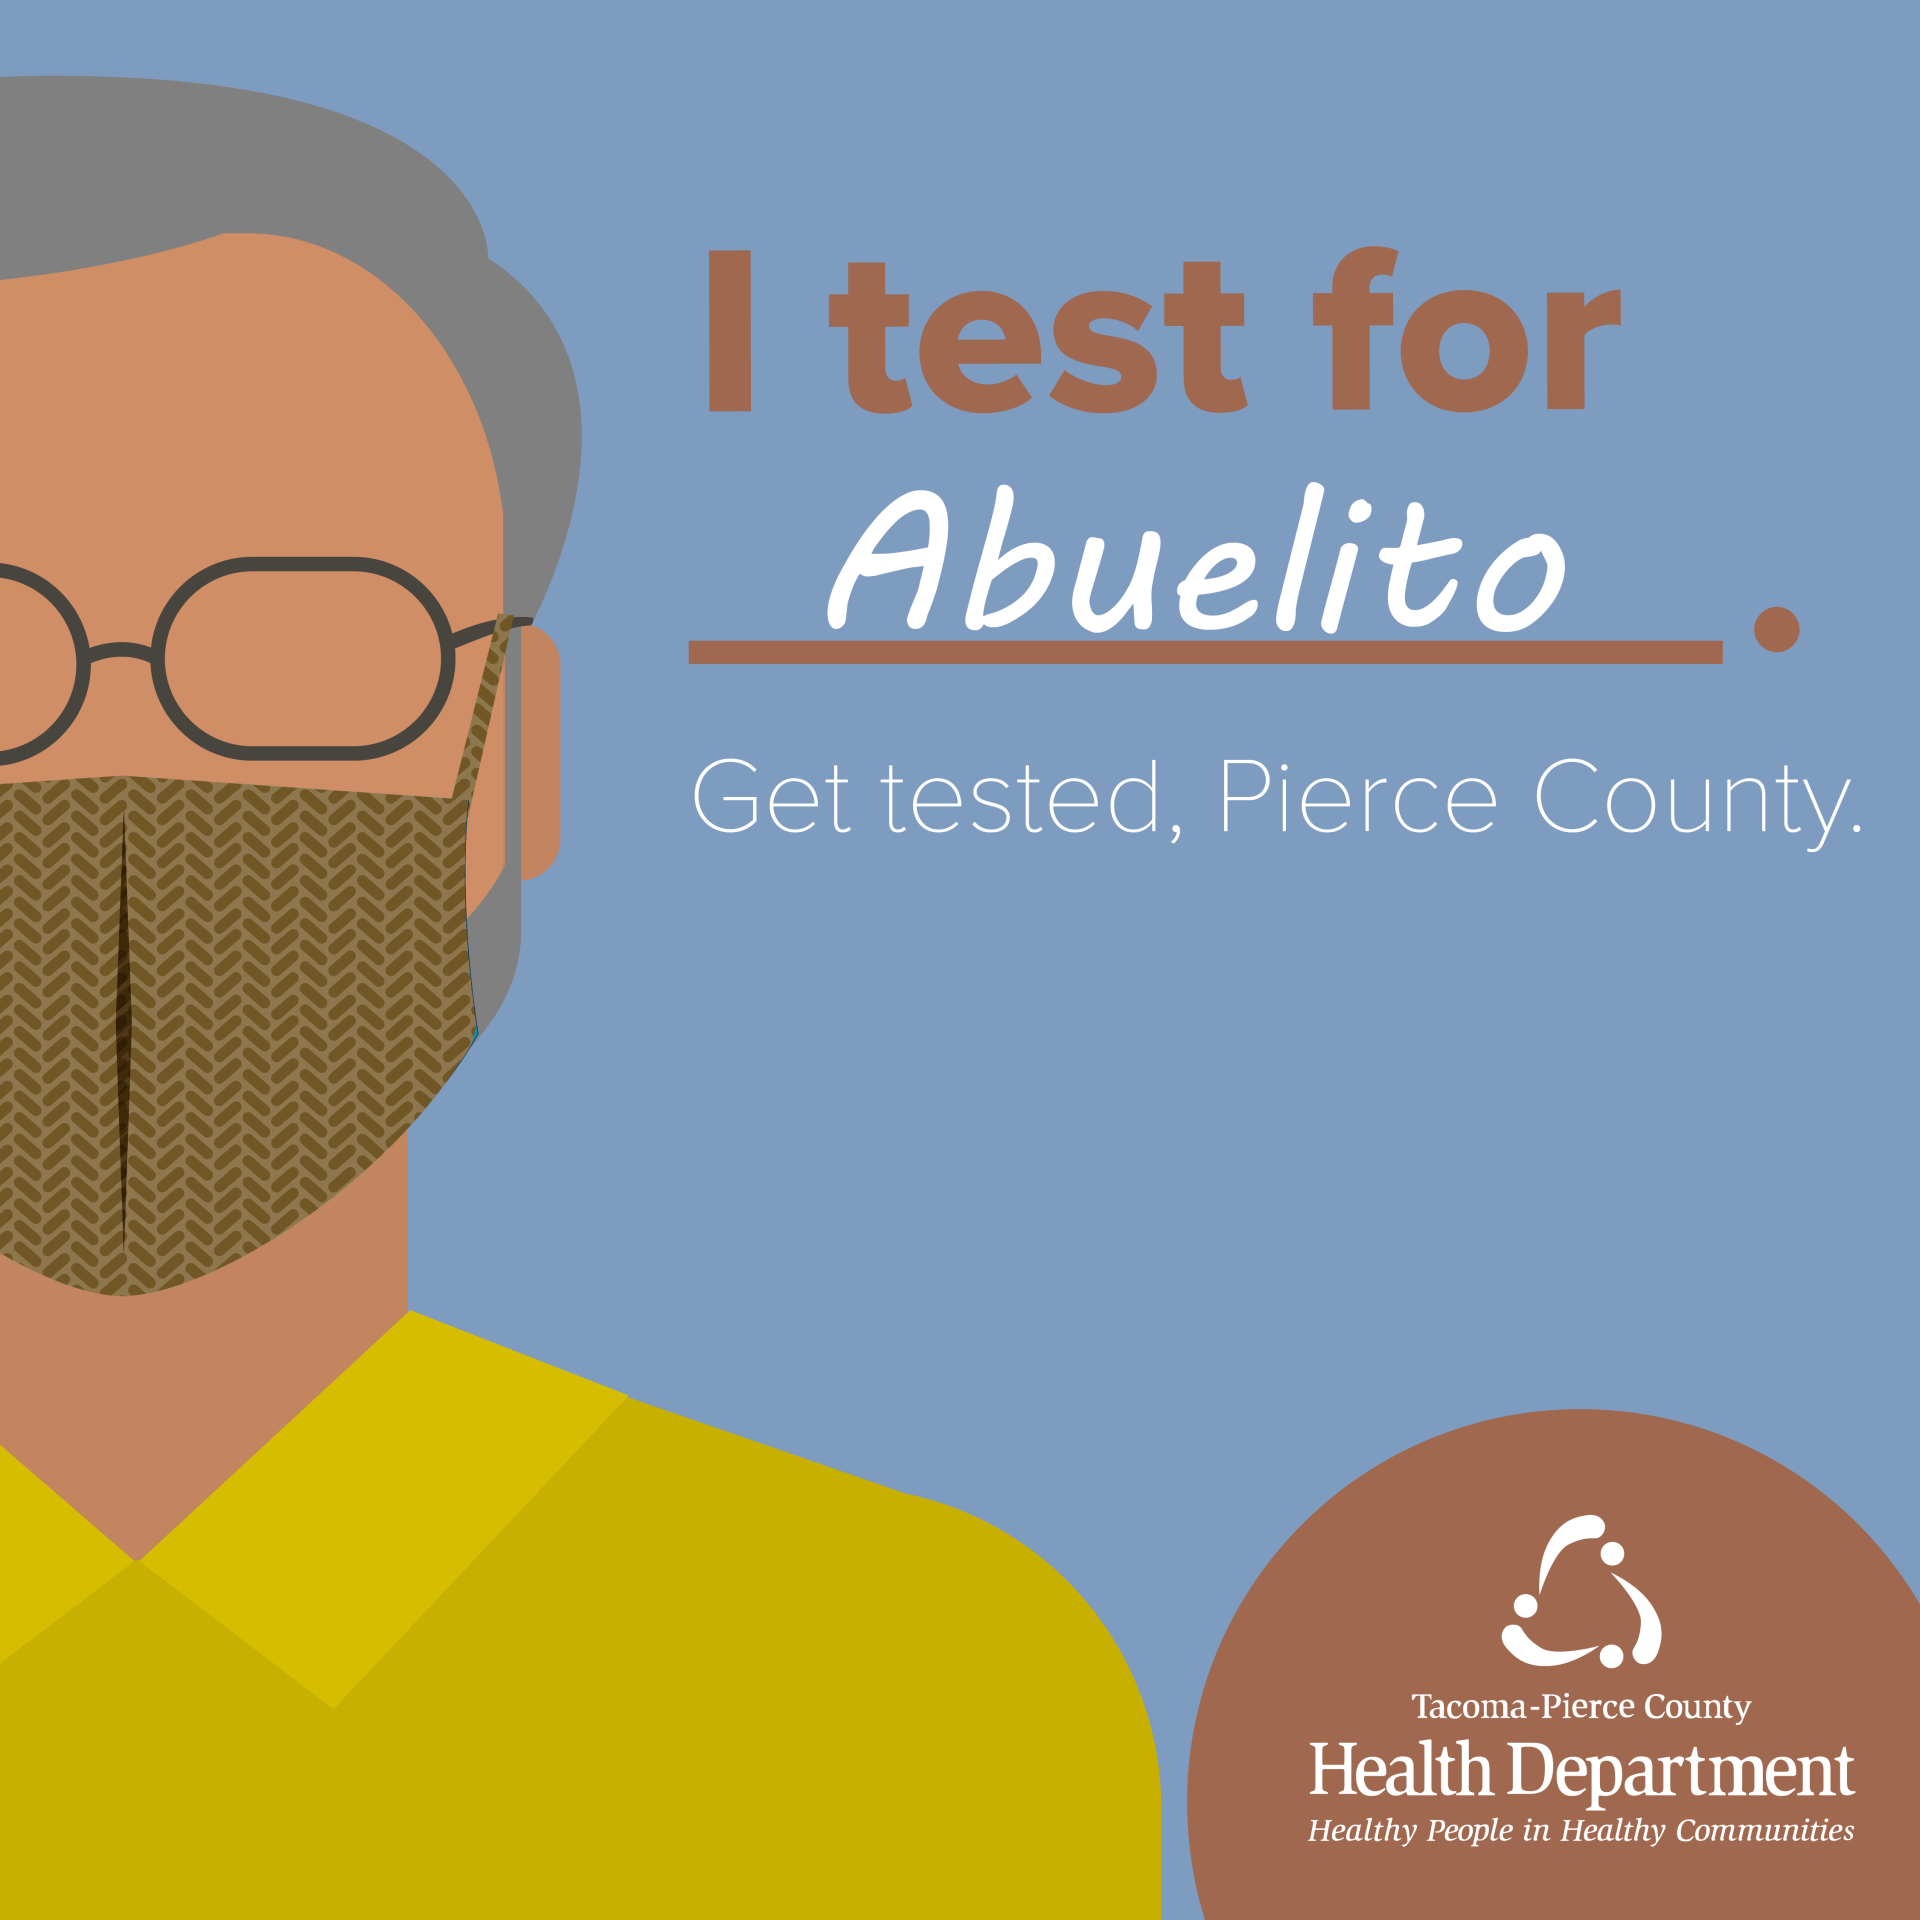 I test for
Abuelito.
Get tested, Pierce County.
Tacoma-Pierce County
Health Department
Healthy People in Healthy Communities